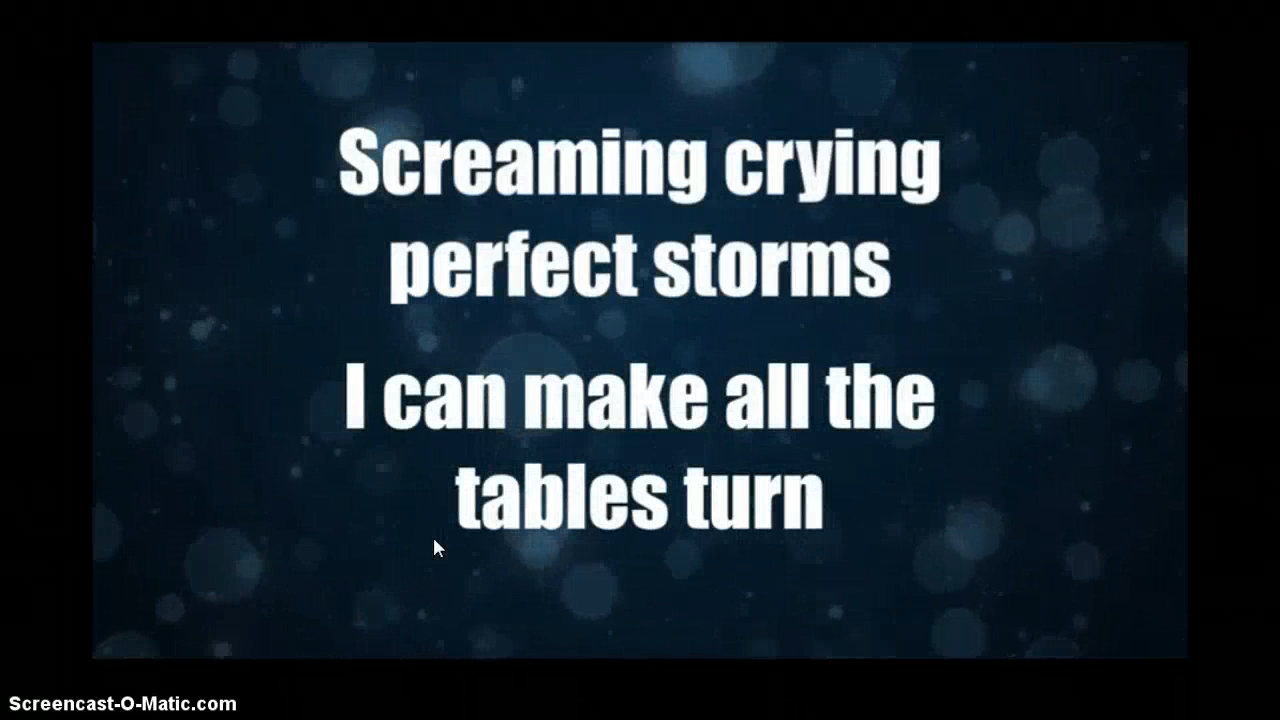 Screaming crying
perfect storms
I can make all the
tables turn
Screencast-O-Matic.com